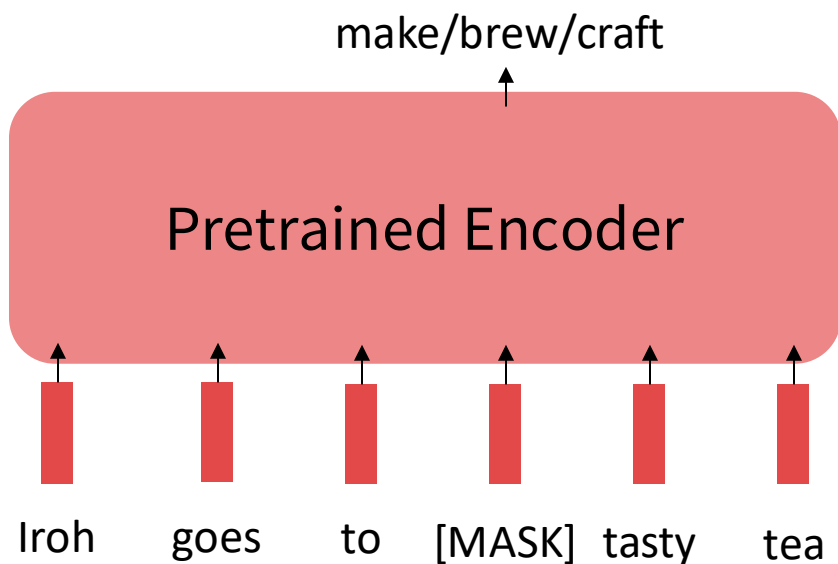 make/brew/craft
Pretrained Encoder
Iroh goes to [MASK] tasty tea